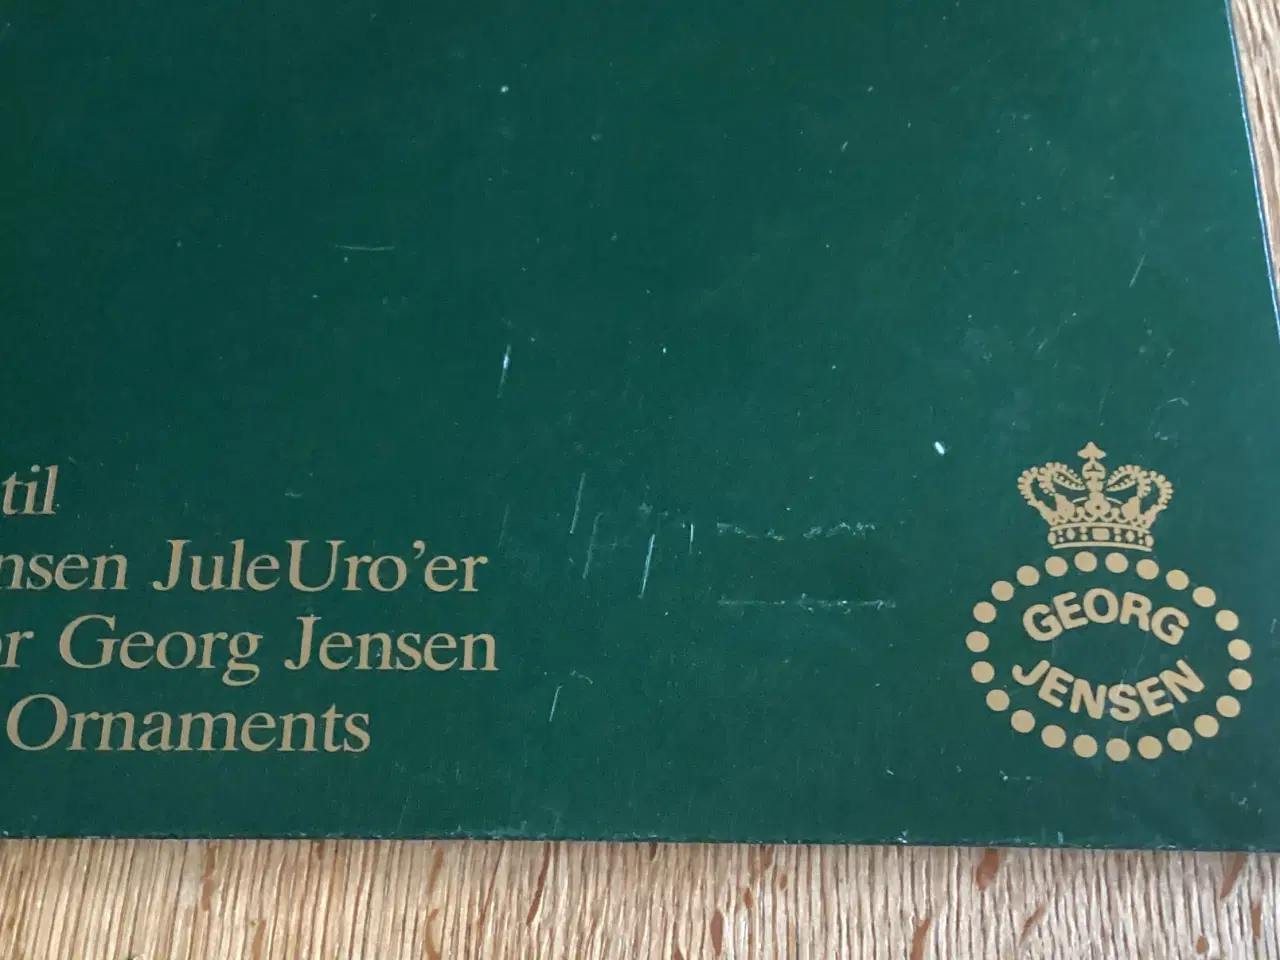 til
nsen JuleUro’er
r Georg Jensen
Ornaments
GEORG
JENSEN